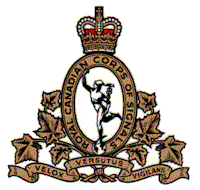 ROYAL CANADIAN CORPS OF SIGNALS
VELOX VERSUTUS VIGILANS